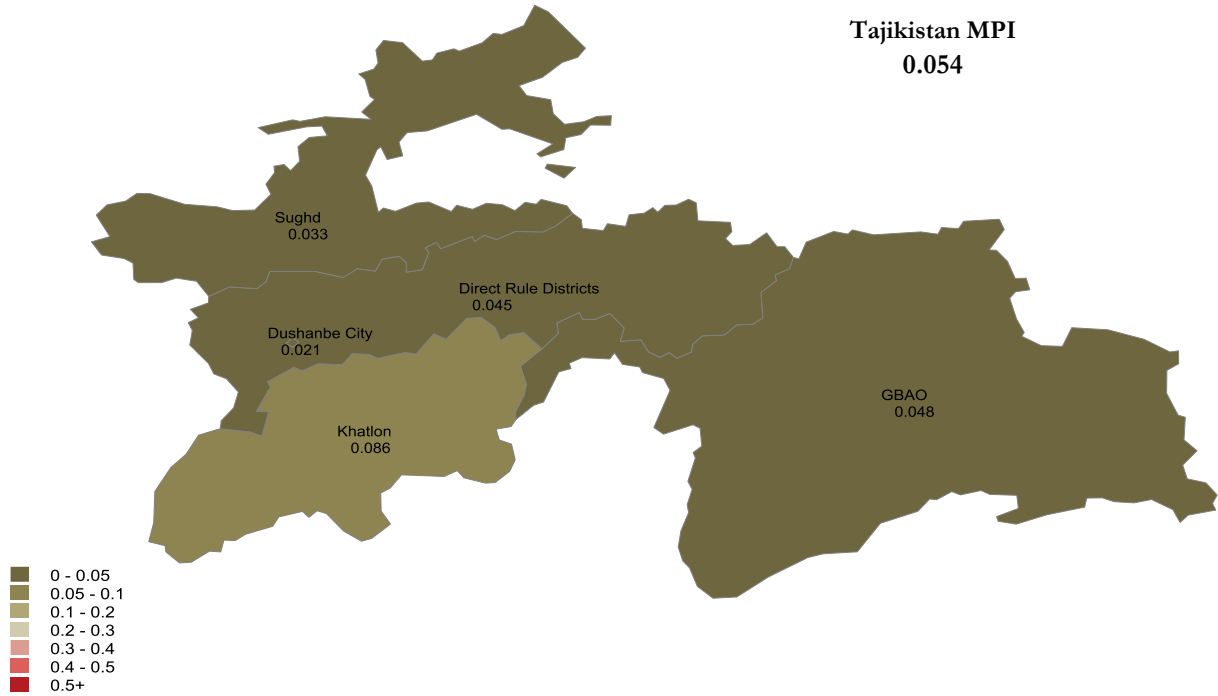 Tajikistan MPI
0.054
Sughd
0.033
Direct Rule Districts
0.045
Dushanbe City
0.021
GBAO
0.048
Khatlon
0.086
0 - 0.05
0.05 - 0.1
0.1 - 0.2
0.2 - 0.3
0.3 - 0.4
0.4 - 0.5
0.5+